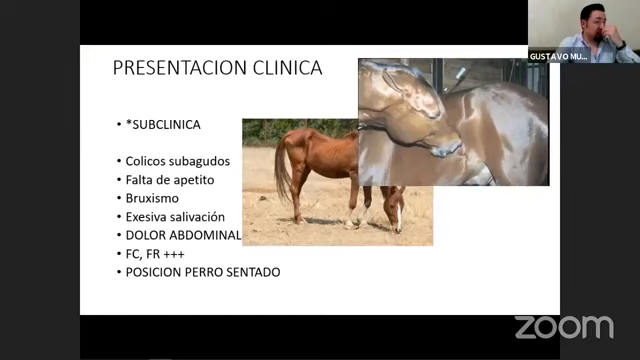 PRESENTACION CLINICA
GUSTAVO MU...
• *SUBCLINICA
• Colicos subagudos
• Falta de apetito
• Bruxismo
• Exesiva salivación
• DOLOR ABDOMINAL
• FC, FR +++
• POSICION PERRO SENTADO
zoom